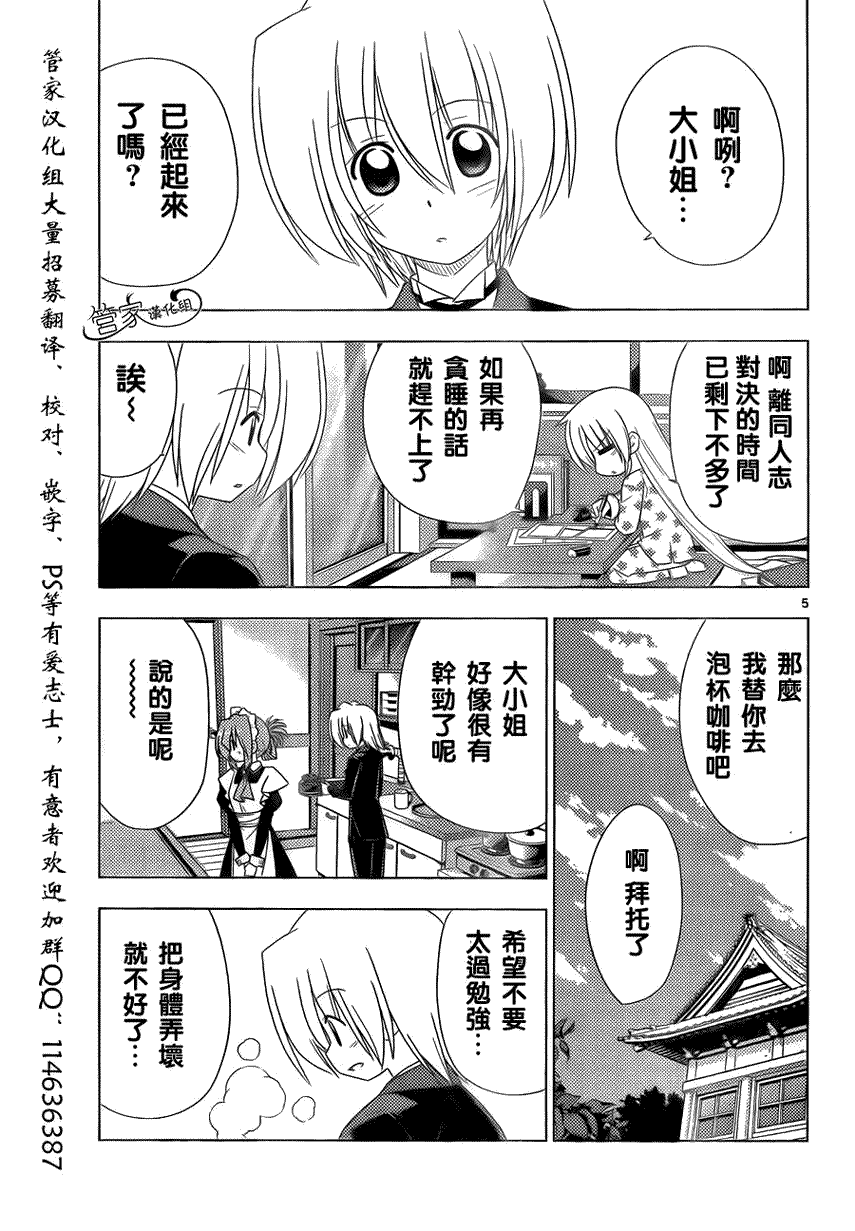 啊咧？
大小姐…
已經起來
了嗎？
管家漢化組
啊 離同人志
對決的時間
已剩下不多了
如果再
貪睡的話
就趕不上了
誒～
5
那麼
我替你去
泡杯咖啡吧
啊 拜托了
大小姐
好像很有
幹勁了呢
說的是呢
～～～
希望不要
太過勉強…
把身體弄壞
就不好了…
管家汉化组大量招募翻译、校对、嵌字、PS等有爱志士，有意者欢迎加群QQ：114636387